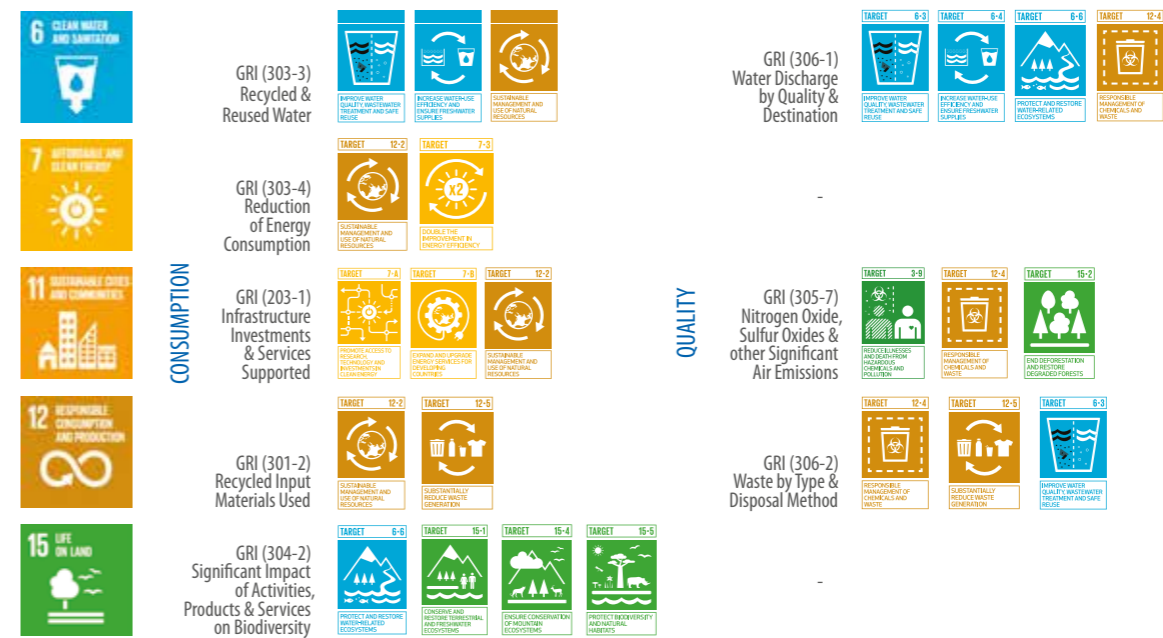 6 CLEAN WATER
AND SANITATION
GRI (303-3)
Recycled &
Reused Water
IMPROVE WATER
QUALITY, WASTEWATER
TREATMENT AND SAFE
REUSE
INCREASE WATER-USE
EFFICIENCY AND
ENSURE FRESHWATER
SUPPLIES
SUSTAINABLE
MANAGEMENT AND
USE OF NATURAL
RESOURCES
GRI (306-1)
Water Discharge
by Quality &
Destination
TARGET 6·3
IMPROVE WATER
QUALITY, WASTEWATER
TREATMENT AND SAFE
REUSE
TARGET 6·4
INCREASE WATER-USE
EFFICIENCY AND
ENSURE FRESHWATER
SUPPLIES
TARGET 6·6
PROTECT AND RESTORE
WATER-RELATED
ECOSYSTEMS
TARGET 12·4
RESPONSIBLE
MANAGEMENT OF
CHEMICALS AND
WASTE
7 AFFORDABLE AND
CLEAN ENERGY
GRI (303-4)
Reduction
of Energy
Consumption
TARGET 12·2
SUSTAINABLE
MANAGEMENT AND
USE OF NATURAL
RESOURCES
TARGET 7·3
X2
DOUBLE THE
IMPROVEMENT IN
ENERGY EFFICIENCY
-
CONSUMPTION
QUALITY
11 SUSTAINABLE CITIES
AND COMMUNITIES
GRI (203-1)
Infrastructure
Investments
& Services
Supported
TARGET 7·A
PROMOTE ACCESS TO
RESEARCH,
TECHNOLOGY AND
INVESTMENTS IN
CLEAN ENERGY
TARGET 7·B
EXPAND AND UPGRADE
ENERGY SERVICES FOR
DEVELOPING
COUNTRIES
TARGET 12·2
SUSTAINABLE
MANAGEMENT AND
USE OF NATURAL
RESOURCES
GRI (305-7)
Nitrogen Oxide,
Sulfur Oxides &
other Significant
Air Emissions
TARGET 3·9
REDUCE ILLNESSES
AND DEATH FROM
HAZARDOUS
CHEMICALS AND
POLLUTION
TARGET 12·4
RESPONSIBLE
MANAGEMENT OF
CHEMICALS AND
WASTE
TARGET 15·2
END DEFORESTATION
AND RESTORE
DEGRADED FORESTS
12 RESPONSIBLE
CONSUMPTION
AND PRODUCTION
GRI (301-2)
Recycled Input
Materials Used
TARGET 12·2
SUSTAINABLE
MANAGEMENT AND
USE OF NATURAL
RESOURCES
TARGET 12·5
SUBSTANTIALLY
REDUCE WASTE
GENERATION
GRI (306-2)
Waste by Type &
Disposal Method
TARGET 12·4
RESPONSIBLE
MANAGEMENT OF
CHEMICALS AND
WASTE
TARGET 12·5
SUBSTANTIALLY
REDUCE WASTE
GENERATION
TARGET 6·3
IMPROVE WATER
QUALITY, WASTEWATER
TREATMENT AND SAFE
REUSE
15 LIFE
ON LAND
GRI (304-2)
Significant Impact
of Activities,
Products & Services
on Biodiversity
TARGET 6·6
PROTECT AND RESTORE
WATER-RELATED
ECOSYSTEMS
TARGET 15·1
CONSERVE AND
RESTORE TERRESTRIAL
AND FRESHWATER
ECOSYSTEMS
TARGET 15·4
ENSURE CONSERVATION
OF MOUNTAIN
ECOSYSTEMS
TARGET 15·5
PROTECT BIODIVERSITY
AND NATURAL
HABITATS
-